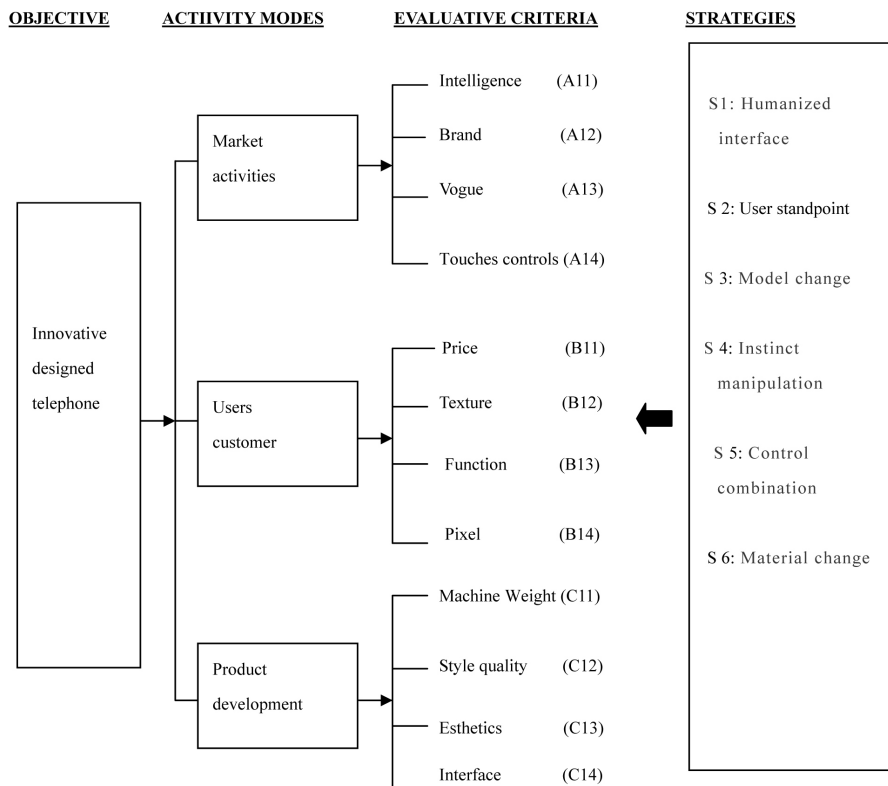 OBJECTIVE
ACTIIVITY MODES
EVALUATIVE CRITERIA
STRATEGIES
Innovative
designed
telephone
Market
activities
Users
customer
Product
development
Intelligence (A11)
Brand (A12)
Vogue (A13)
Touches controls (A14)
Price (B11)
Texture (B12)
Function (B13)
Pixel (B14)
Machine Weight (C11)
Style quality (C12)
Esthetics (C13)
Interface (C14)
S1: Humanized
interface
S 2: User standpoint
S 3: Model change
S 4: Instinct
manipulation
S 5: Control
combination
S 6: Material change